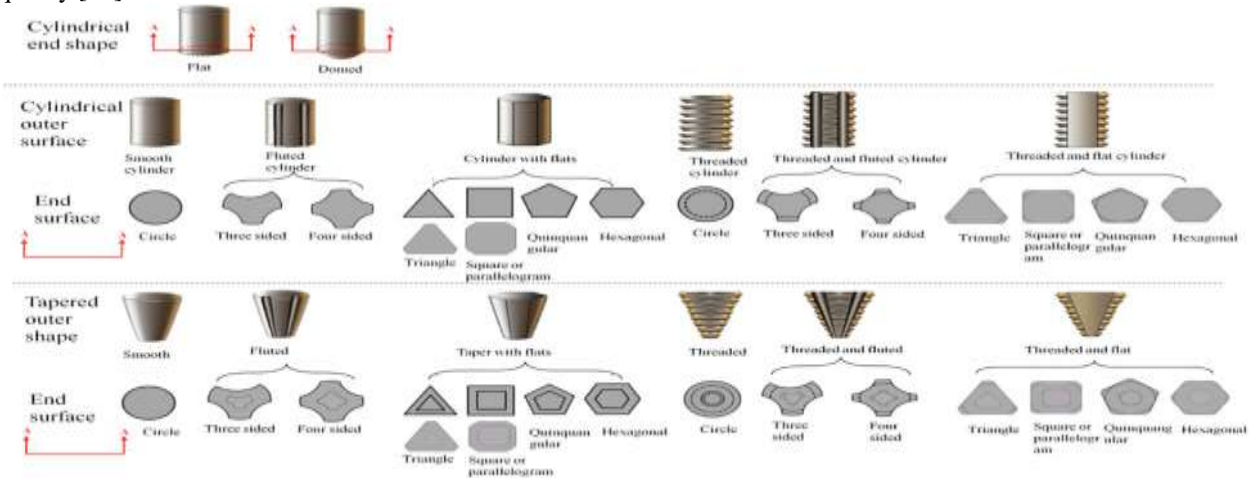 Cylindrical
end shape
A
A
A
A
Flat
Domed
Cylindrical
outer
surface
Smooth
cylinder
Fluted
cylinder
Cylinder with flats
Threaded
cylinder
Threaded and fluted cylinder
Threaded and flat cylinder
End
surface
A
A
Circle
Three sided
Four sided
Triangle
Square or
parallelogram
Quinquan
gular
Hexagonal
Circle
Three sided
Four sided
Triangle
Square or
parallelogr
am
Quinquan
gular
Hexagonal
Tapered
outer
shape
Smooth
Fluted
Taper with flats
Threaded
Threaded and fluted
Threaded and flat
End
surface
A
A
Circle
Three sided
Four sided
Triangle
Square or
parallelogram
Quinquan
gular
Hexagonal
Circle
Three
sided
Four
sided
Triangle
Square or
parallelogr
am
Quinquang
ular
Hexagonal